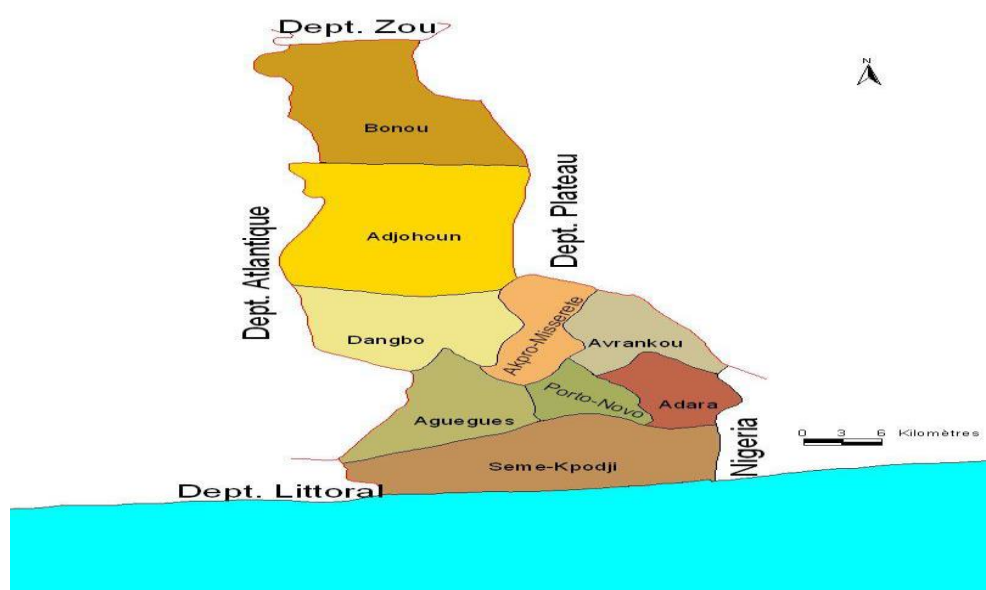 Dept. Zou
N
Bonou
Dept. Atlantique
Dept. Plateau
Adjohoun
Dangbo
Akpro-Misserete
Avrankou
Aguegues
Porto-Novo
Adara
Nigeria
0 3 6 Kilomètres
Seme-Kpodji
Dept. Littoral